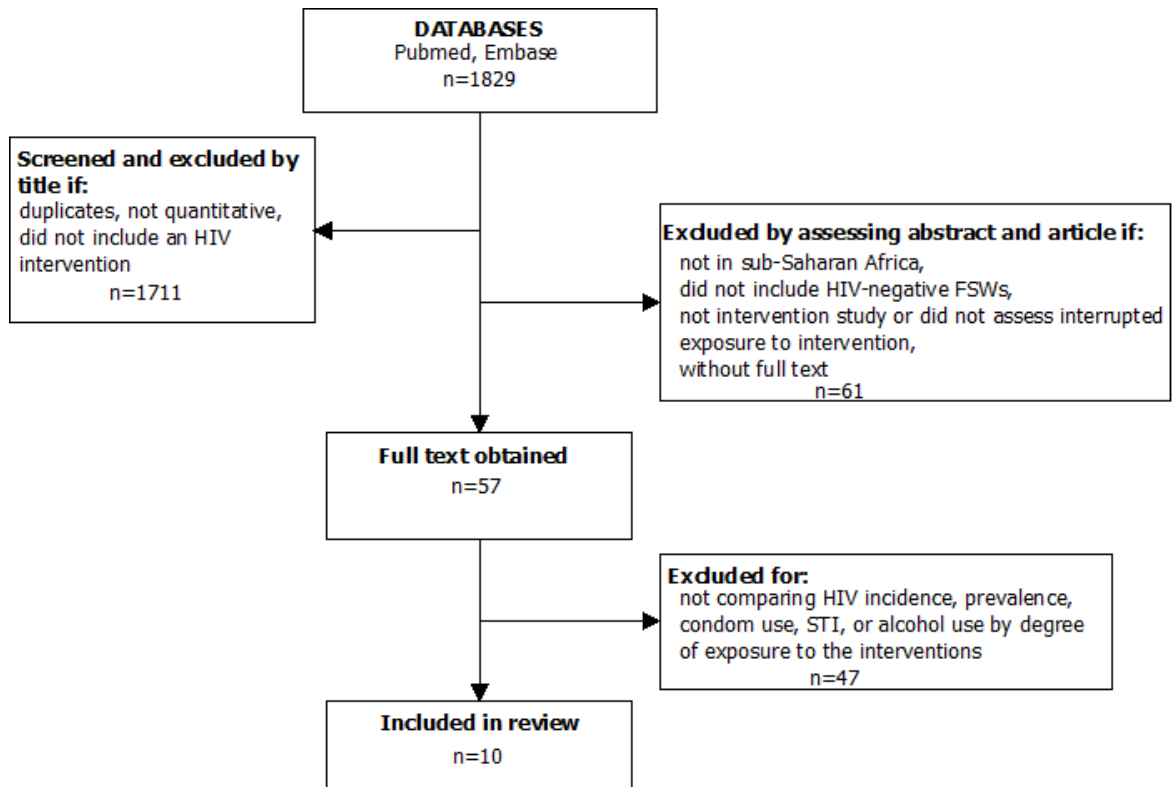 DATABASES
Pubmed, Embase
n=1829
Screened and excluded by
title if:
duplicates, not quantitative,
did not include an HIV
intervention
n=1711
Excluded by assessing abstract and article if:
not in sub-Saharan Africa,
did not include HIV-negative FSWs,
not intervention study or did not assess interrupted
exposure to intervention,
without full text
n=61
Full text obtained
n=57
Excluded for:
not comparing HIV incidence, prevalence,
condom use, STI, or alcohol use by degree
of exposure to the interventions
n=47
Included in review
n=10